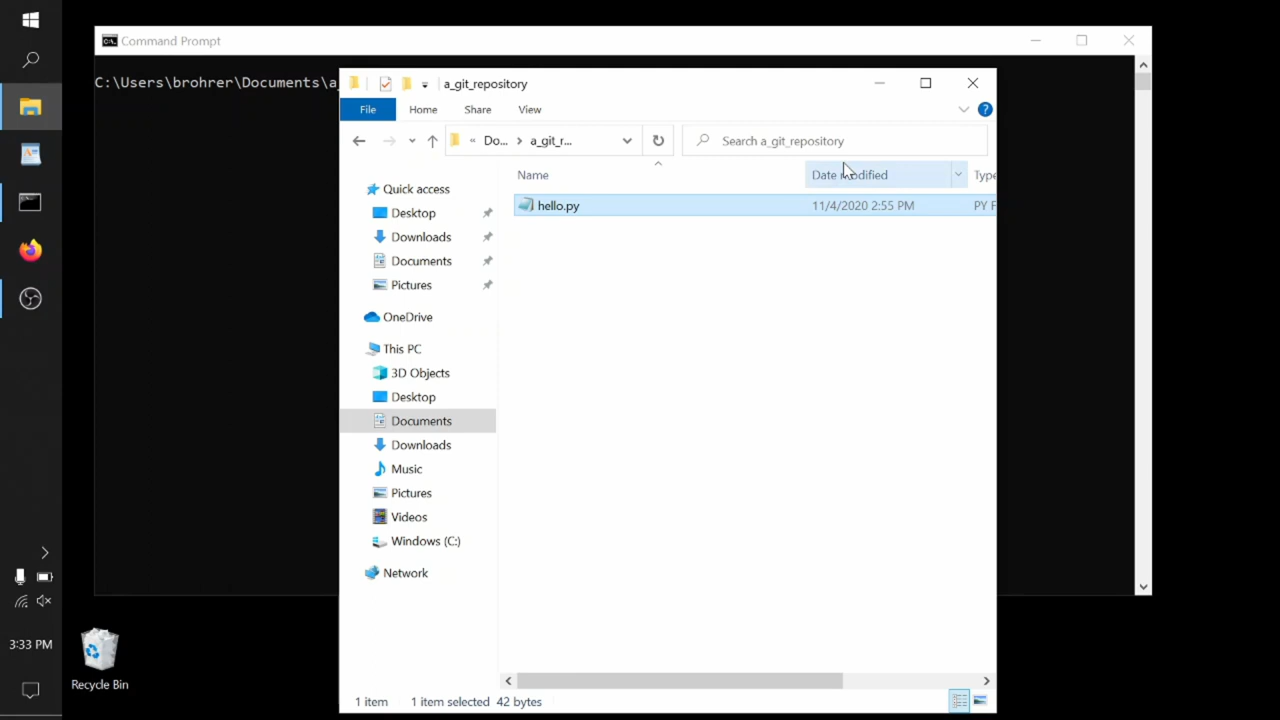 Command Prompt
C:\Users\brohrer\Documents\a
a_git_repository
File Home Share View
« Do... > a_git_r...
Search a_git_repository
Name Date modified Type
hello.py 11/4/2020 2:55 PM PY F
Quick access
Desktop
Downloads
Documents
Pictures
OneDrive
This PC
3D Objects
Desktop
Documents
Downloads
Music
Pictures
Videos
Windows (C:)
Network
1 item 1 item selected 42 bytes
3:33 PM
Recycle Bin